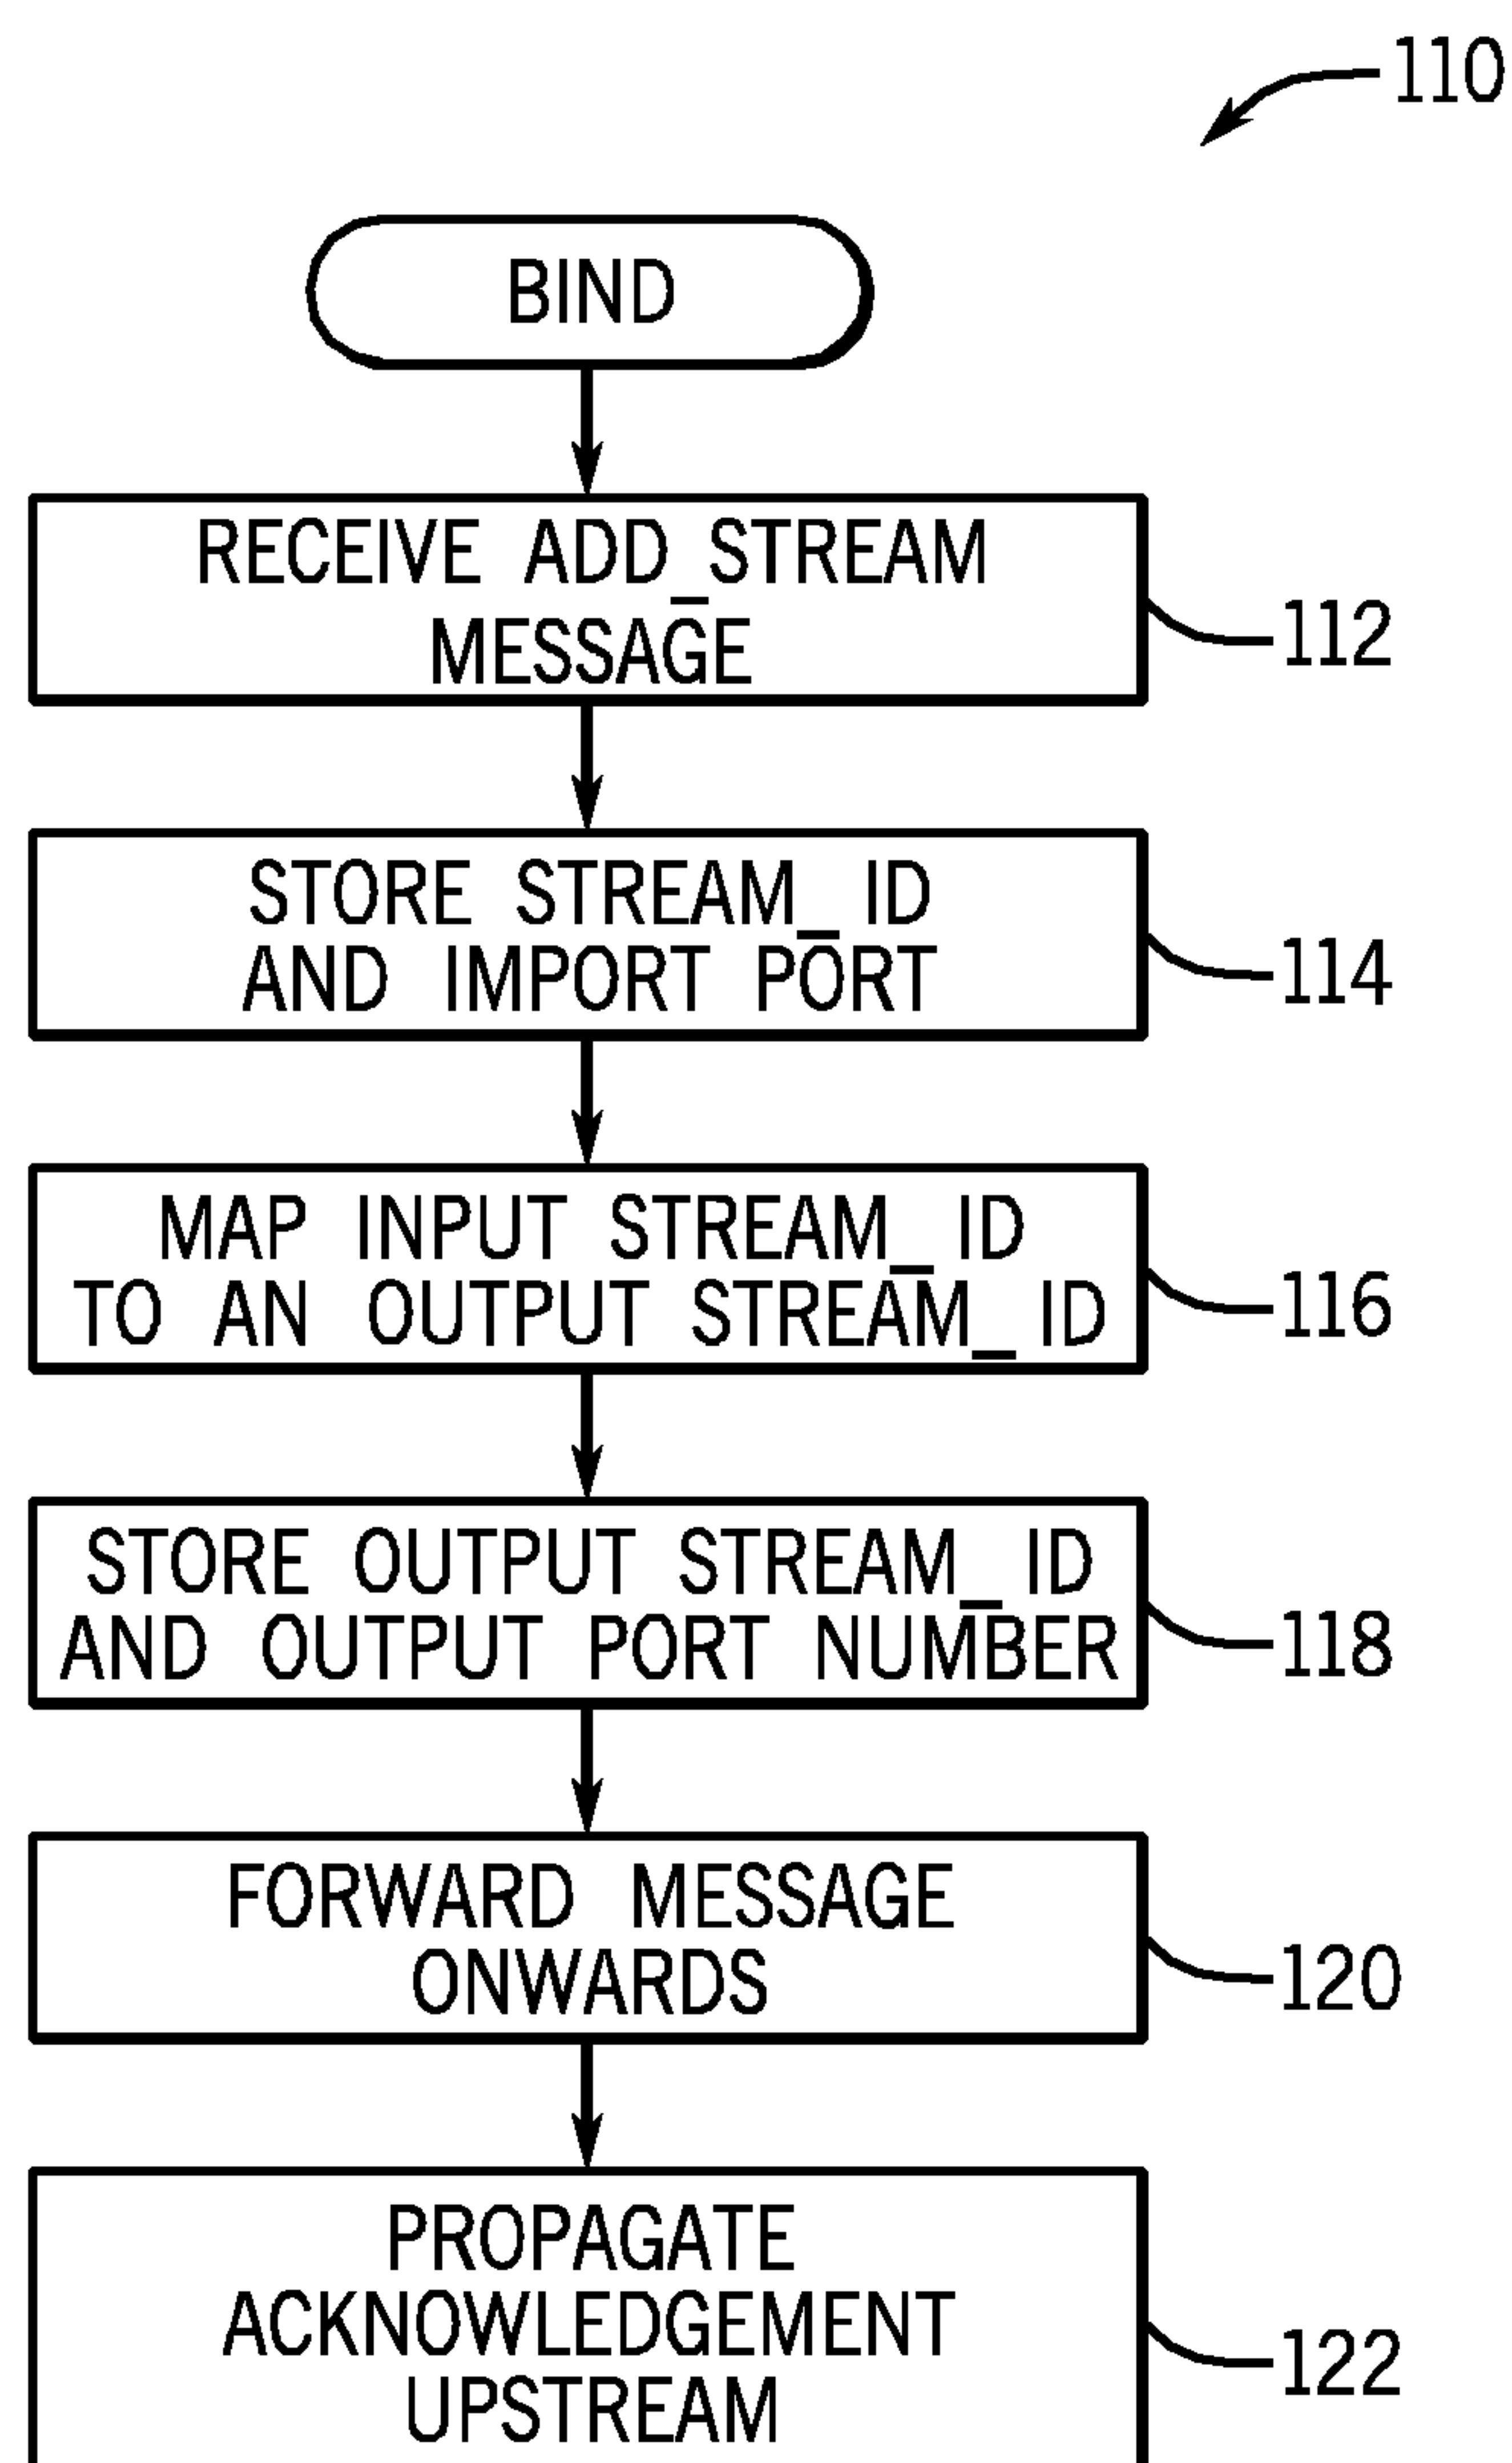 110
BIND
RECEIVE ADD_STREAM
MESSAGE
112
STORE STREAM_ID
AND IMPORT PORT
114
MAP INPUT STREAM_ID
TO AN OUTPUT STREAM_ID
116
STORE OUTPUT STREAM_ID
AND OUTPUT PORT NUMBER
118
FORWARD MESSAGE
ONWARDS
120
PROPAGATE
ACKNOWLEDGEMENT
UPSTREAM
122